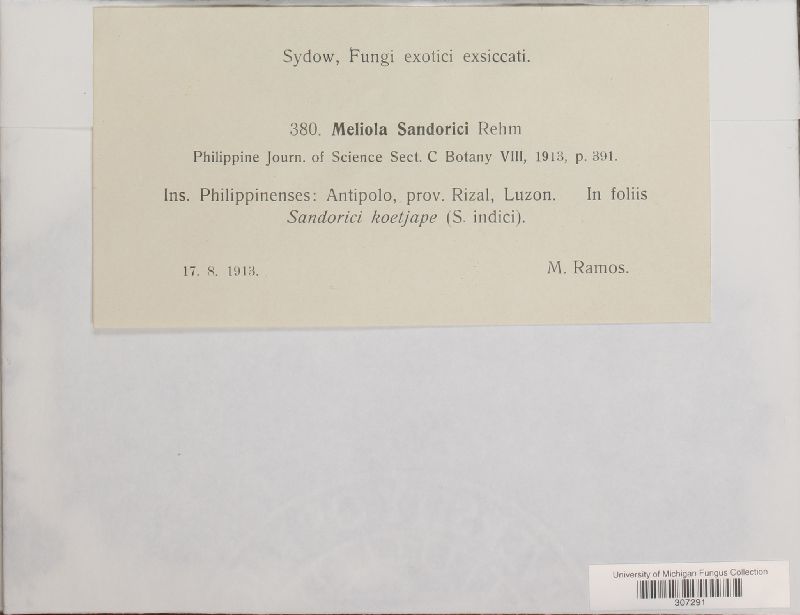 Sydow, Fungi exotici exsiccati.
380. Meliola Sandorici Rehm
Philippine Journ. of Science Sect. C Botany VIII, 1913, p. 391.
Ins. Philippinenses: Antipolo, prov. Rizal, Luzon. In foliis
Sandorici koetjape (S. indici).
17. 8. 1913. M. Ramos.
University of Michigan Fungus Collection
307291